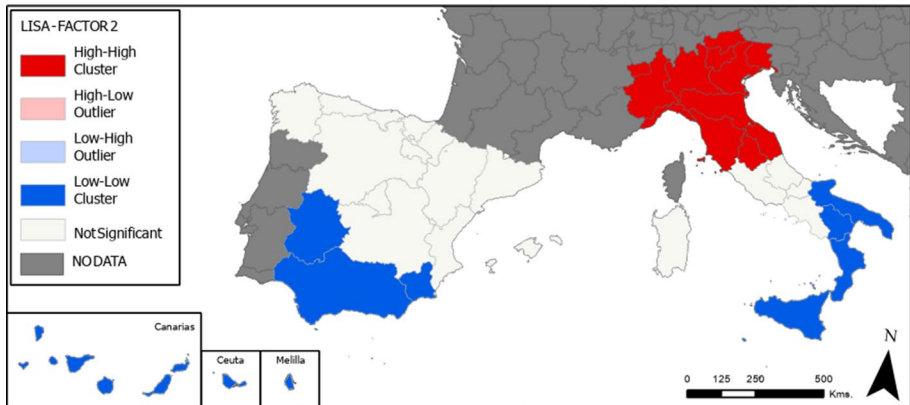 LISA-FACTOR 2
High-High
Cluster
High-Low
Outlier
Low-High
Outlier
Low-Low
Cluster
Not Significant
NO DATA
Canarias
Ceuta
Melilla
N
0 125 250 500
Kms.